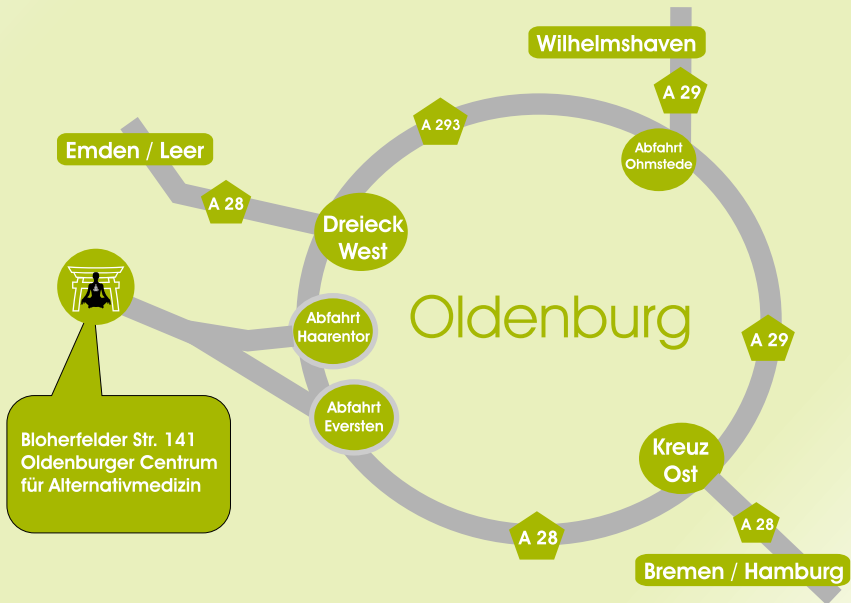 Wilhelmshaven
A 29
A 293
Abfahrt
Ohmstede
Emden / Leer
A 28
Dreieck
West
Oldenburg
Abfahrt
Haarentor
A 29
Abfahrt
Eversten
Bloherfelder Str. 141
Oldenburger Centrum
für Alternativmedizin
Kreuz
Ost
A 28
A 28
Bremen / Hamburg